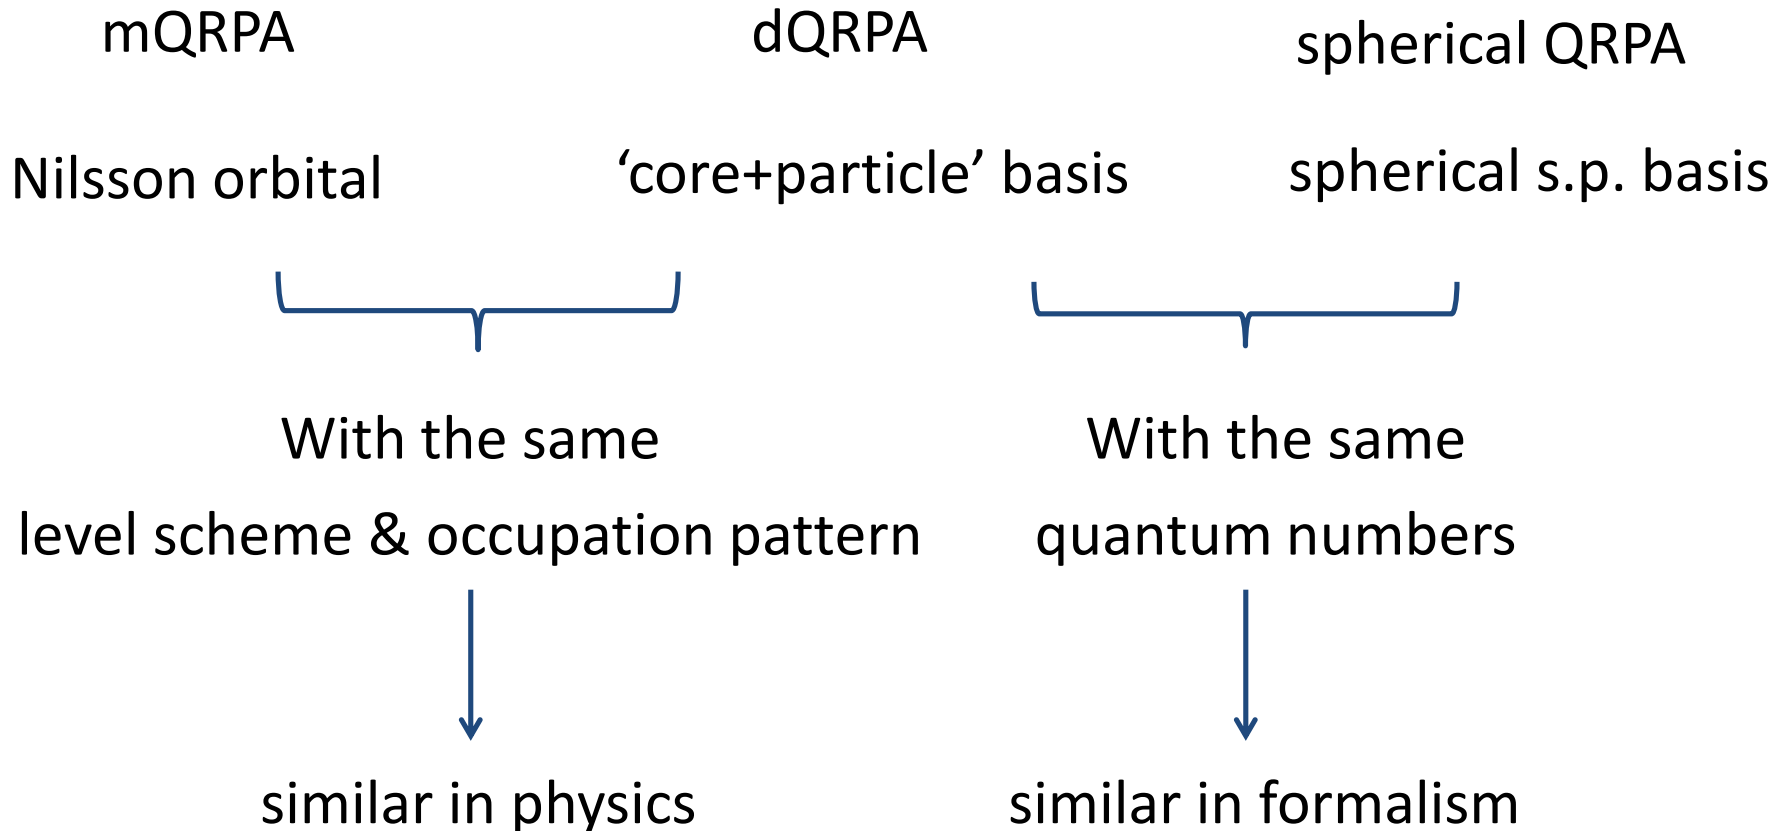 mQRPA
dQRPA
spherical QRPA
Nilsson orbital
‘core+particle’ basis
spherical s.p. basis
With the same
level scheme & occupation pattern
With the same
quantum numbers
similar in physics
similar in formalism